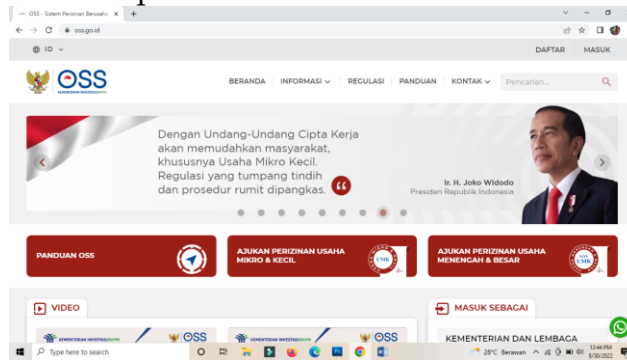 OSS - Sistem Perizinan Berusaha
oss.go.id
ID
DAFTAR
MASUK
OSS
KEMENTERIAN INVESTASI/BKPM
BERANDA
INFORMASI
REGULASI
PANDUAN
KONTAK
Pencarian...
Dengan Undang-Undang Cipta Kerja
akan memudahkan masyarakat,
khususnya Usaha Mikro Kecil.
Regulasi yang tumpang tindih
dan prosedur rumit dipangkas.
Ir. H. Joko Widodo
Presiden Republik Indonesia
PANDUAN OSS
AJUKAN PERIZINAN USAHA
MIKRO & KECIL
UMK
AJUKAN PERIZINAN USAHA
MENENGAH & BESAR
NON
UMK
VIDEO
MASUK SEBAGAI
KEMENTERIAN INVESTASI/BKPM
OSS
KEMENTERIAN INVESTASI/BKPM
OSS
KEMENTERIAN DAN LEMBAGA
Type here to search
28°C Berawan
12:44 PM
8/30/2022